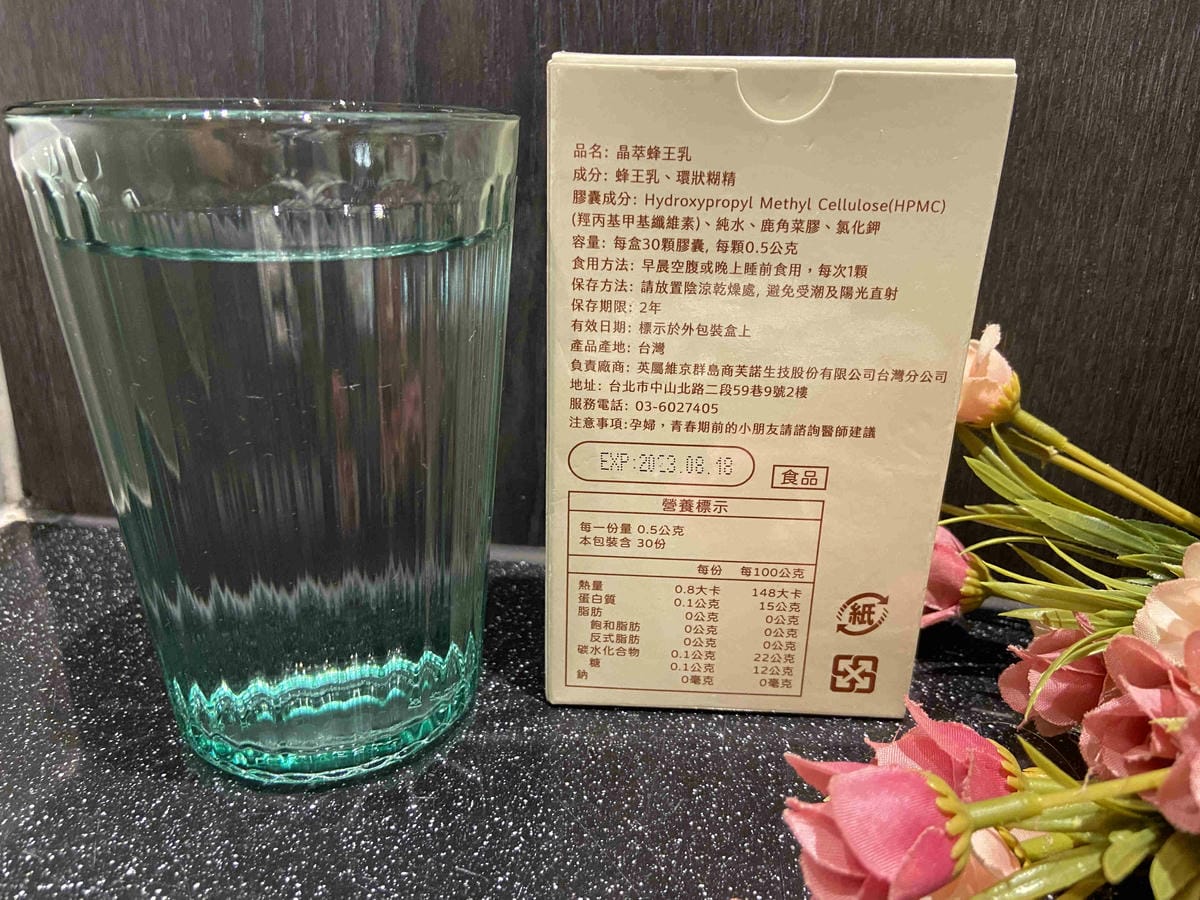 品名: 晶萃蜂王乳
成分: 蜂王乳、環狀糊精
膠囊成分: Hydroxypropyl Methyl Cellulose(HPMC)
(羥丙基甲基纖維素)、純水、鹿角菜膠、氯化鉀
容量: 每盒30顆膠囊, 每顆0.5公克
食用方法: 早晨空腹或晚上睡前食用，每次1顆
保存方法: 請放置陰涼乾燥處, 避免受潮及陽光直射
保存期限: 2年
有效日期: 標示於外包裝盒上
產品產地: 台灣
負責廠商: 英屬維京群島商芙諾生技股份有限公司台灣分公司
地址: 台北市中山北路二段59巷9號2樓
服務電話: 03-6027405
注意事項:孕婦，青春期前的小朋友請諮詢醫師建議
EXP:2023.08.18
食品
營養標示
每一份量 0.5公克
本包裝含 30份
每份 每100公克
熱量 0.8大卡 148大卡
蛋白質 0.1公克 15公克
脂肪 0公克 0公克
飽和脂肪 0公克 0公克
反式脂肪 0公克 0公克
碳水化合物 0.1公克 22公克
糖 0.1公克 12公克
鈉 0毫克 0毫克
紙